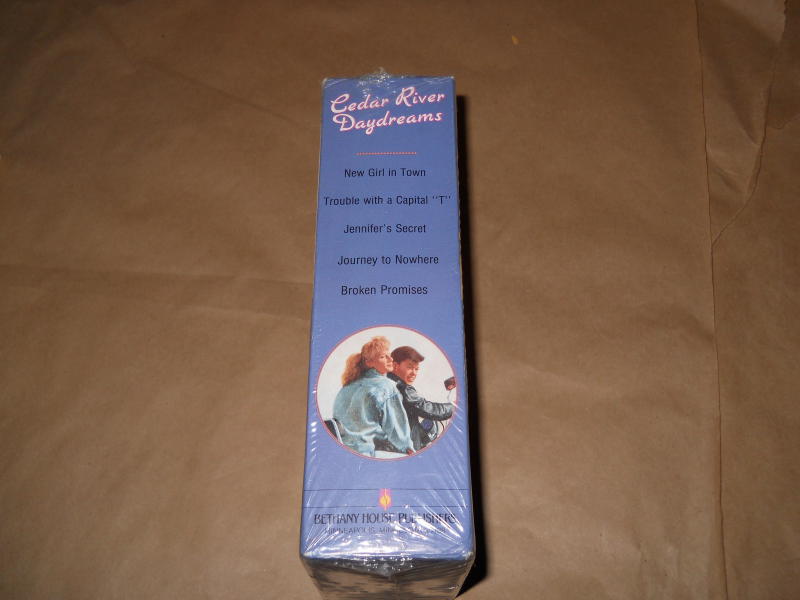 Cedar River
Daydreams
New Girl in Town
Trouble with a Capital "T"
Jennifer's Secret
Journey to Nowhere
Broken Promises
BETHANY HOUSE PUBLISHERS
MINNEAPOLIS,